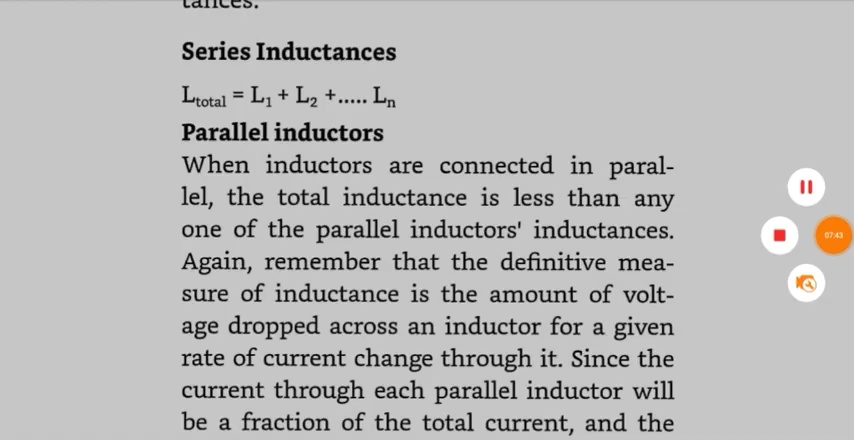 tances.
Series Inductances
Ltotal = L1 + L2 +..... Ln
Parallel inductors
When inductors are connected in paral-
lel, the total inductance is less than any
one of the parallel inductors' inductances.
Again, remember that the definitive mea-
sure of inductance is the amount of volt-
age dropped across an inductor for a given
rate of current change through it. Since the
current through each parallel inductor will
be a fraction of the total current, and the
07:43